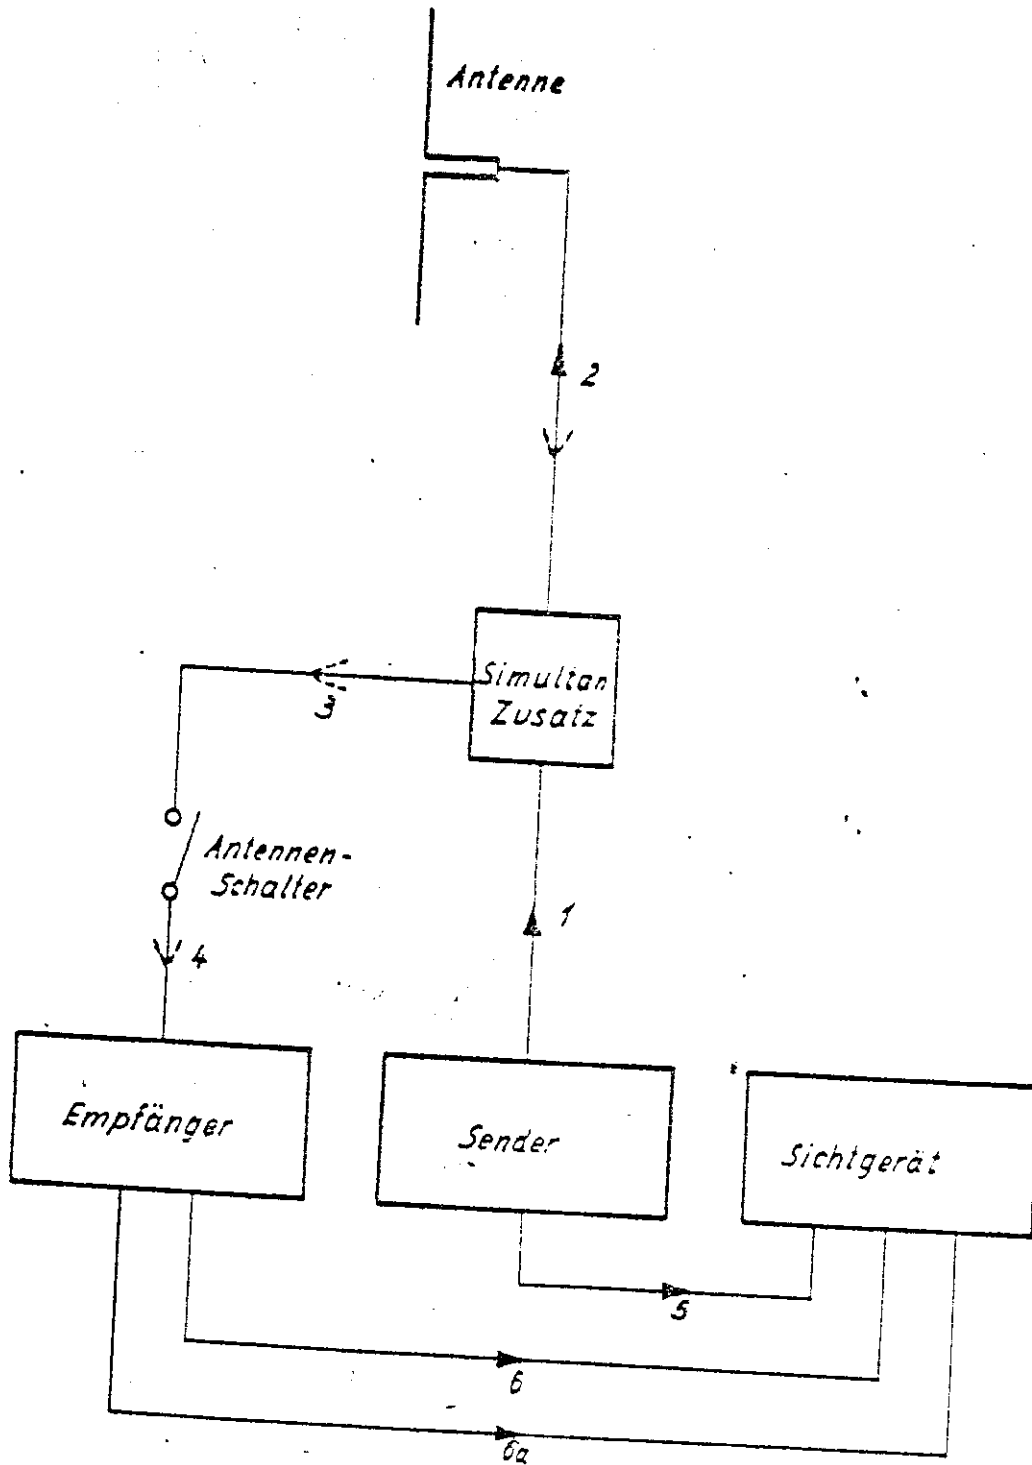 Antenne
2
Simultan
Zusatz
3
Antennen-
Schalter
1
4
Empfänger
Sender
Sichtgerät
5
6
6a